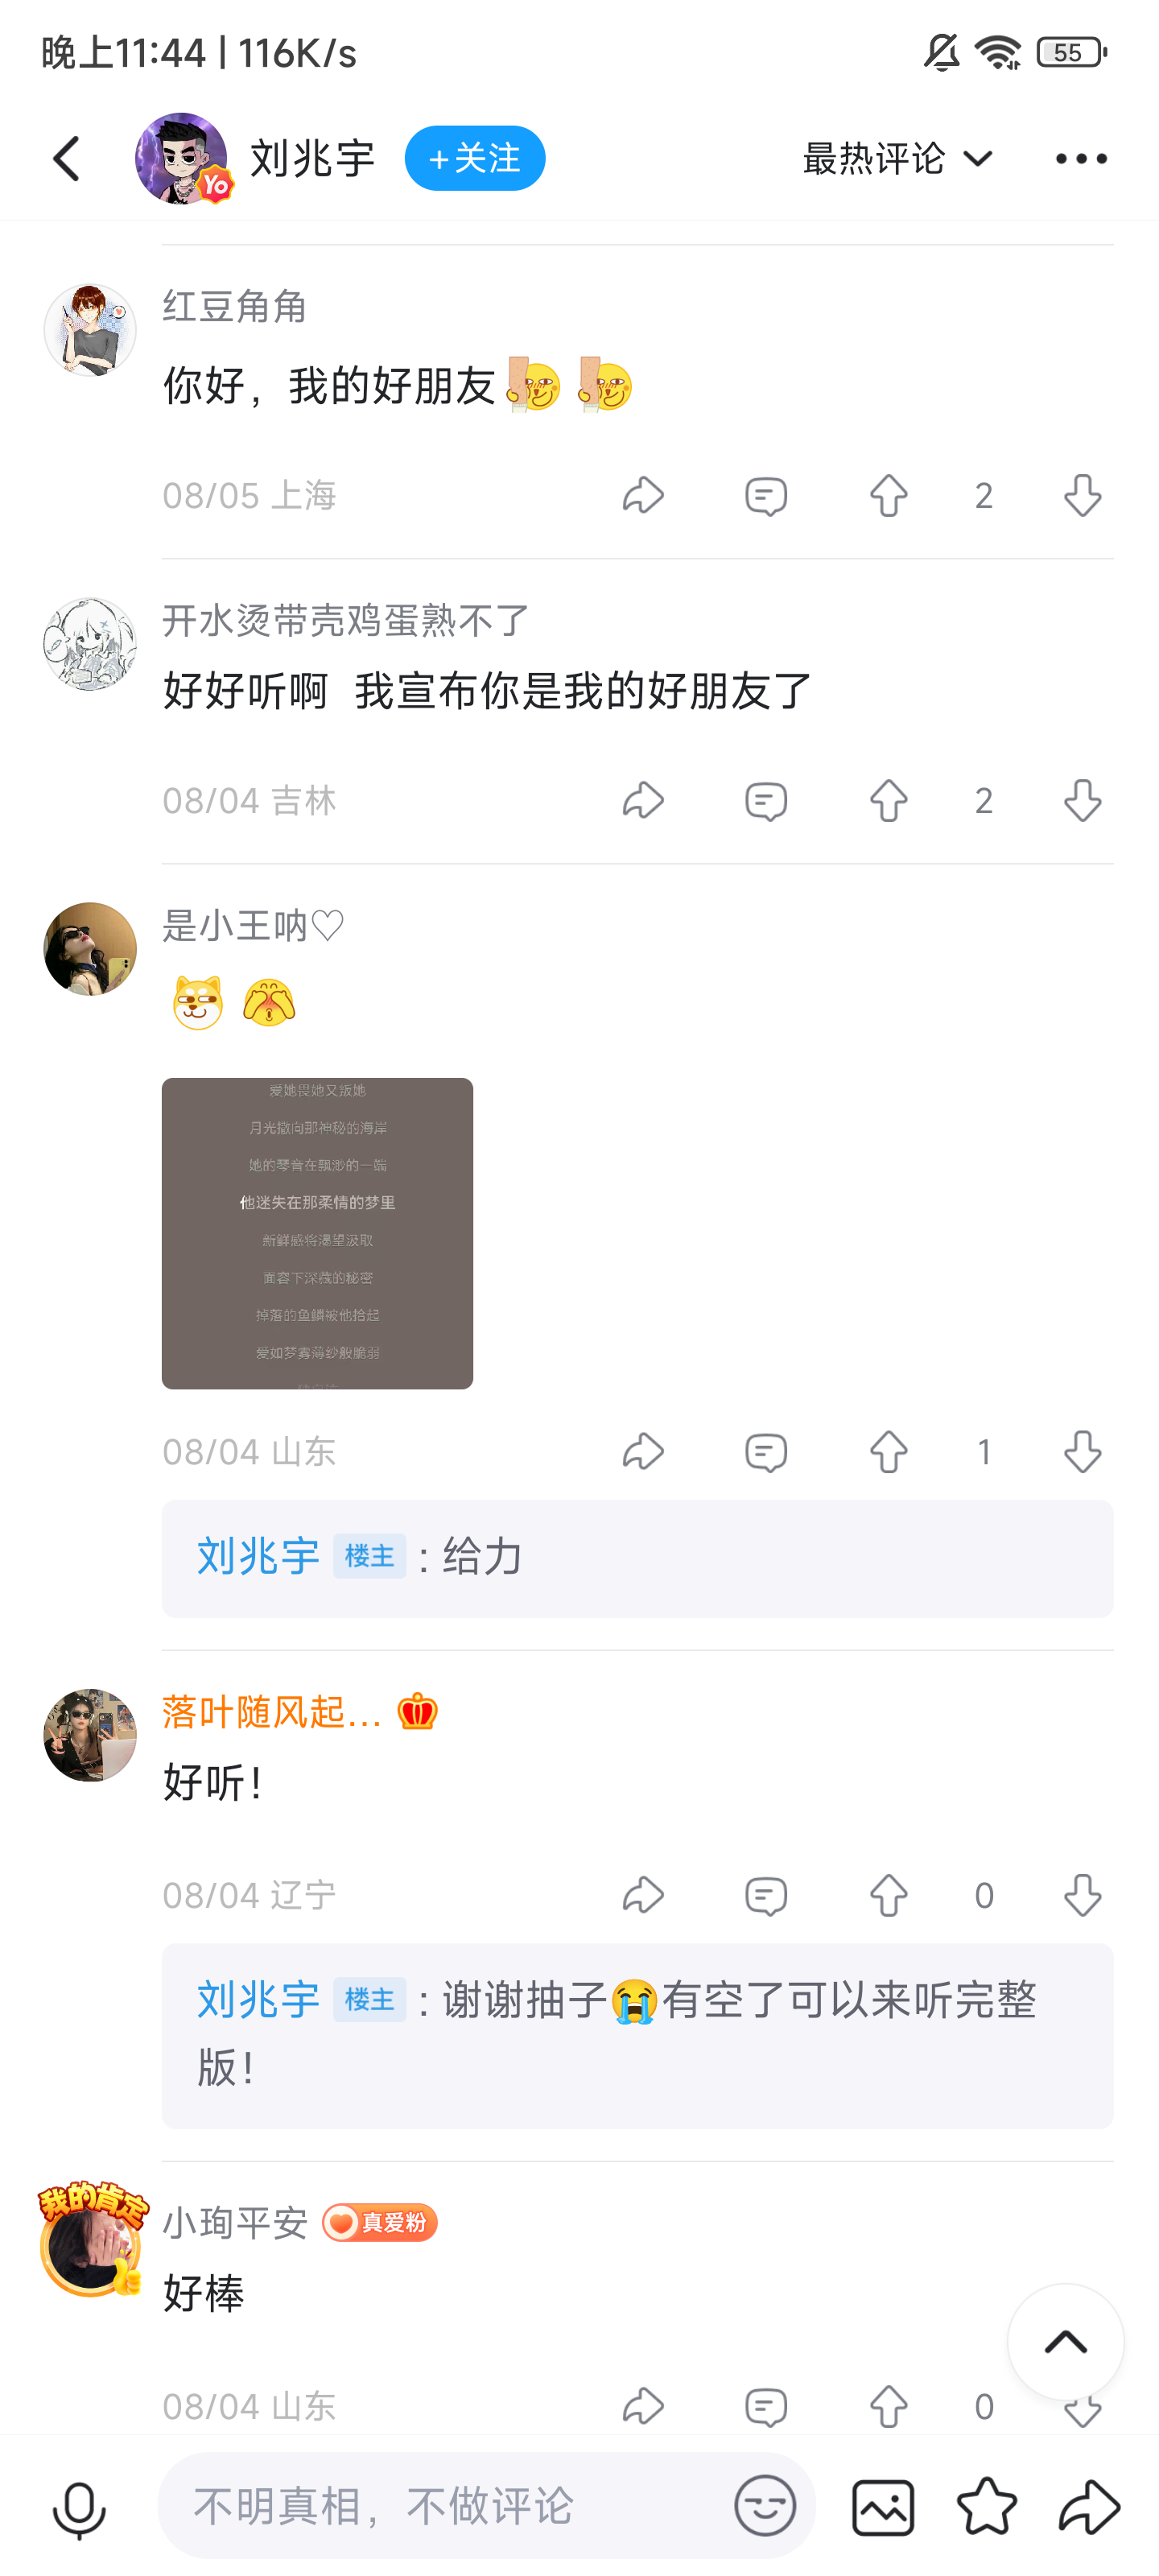 晚上11:44 | 116K/s
55
刘兆宇
Yo
+关注
最热评论
红豆角角
你好，我的好朋友
08/05 上海
2
开水烫带壳鸡蛋熟不了
好好听啊 我宣布你是我的好朋友了
08/04 吉林
2
是小王呐♡
爱她畏她又叛她
月光撒向那神秘的海岸
她的琴音在飘渺的一端
他迷失在那柔情的梦里
新鲜感将渴望汲取
面容下深藏的秘密
掉落的鱼鳞被他拾起
爱如梦雾薄纱般脆弱
08/04 山东
1
刘兆宇 楼主 : 给力
落叶随风起...
好听！
08/04 辽宁
0
刘兆宇 楼主 : 谢谢抽子😭有空了可以来听完整
版！
我的肯定
小珣平安 真爱粉
好棒
08/04 山东
0
不明真相，不做评论